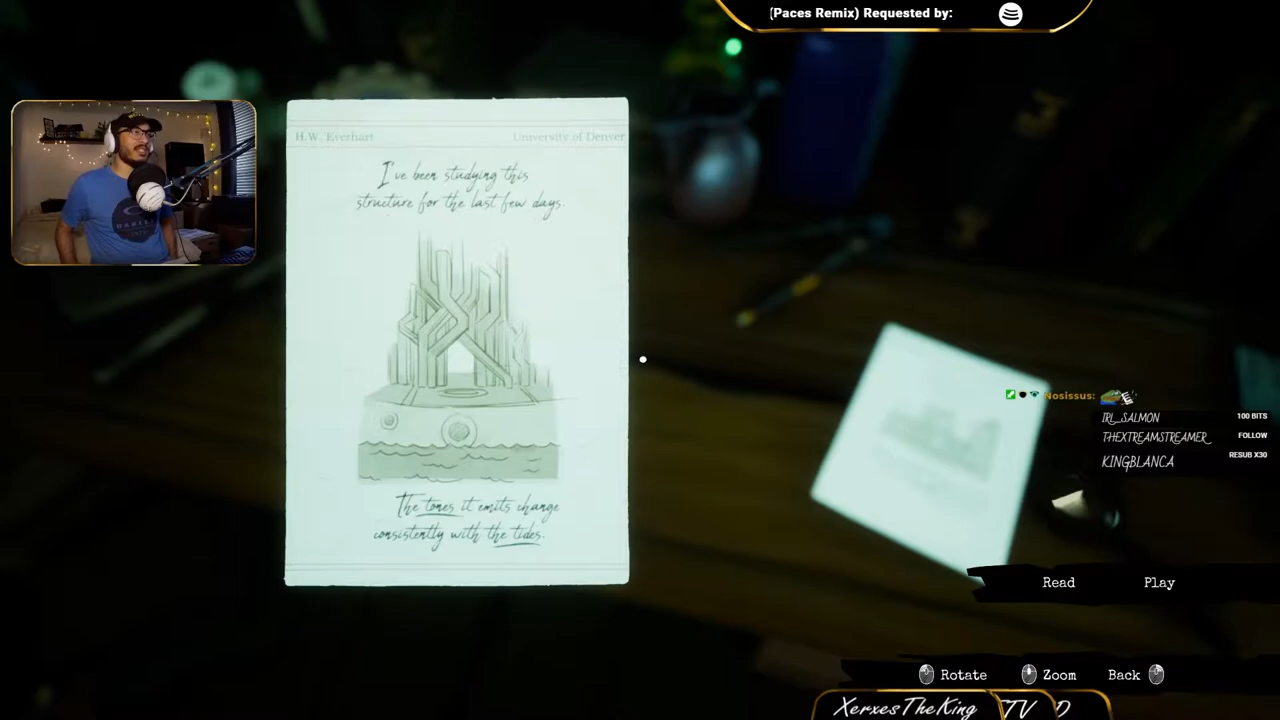 (Paces Remix) Requested by:
H.W. Everhart
University of Denver
I've been studying this
structure for the last few days.
The tones it emits change
consistently with the tides.
Nosissus:
IRL_SALMON
100 BITS
THEXTREAMSTREAMER_
FOLLOW
KINGBLANCA
RESUB X30
Read
Play
Rotate
Zoom
Back
XerxesTheKing
TV